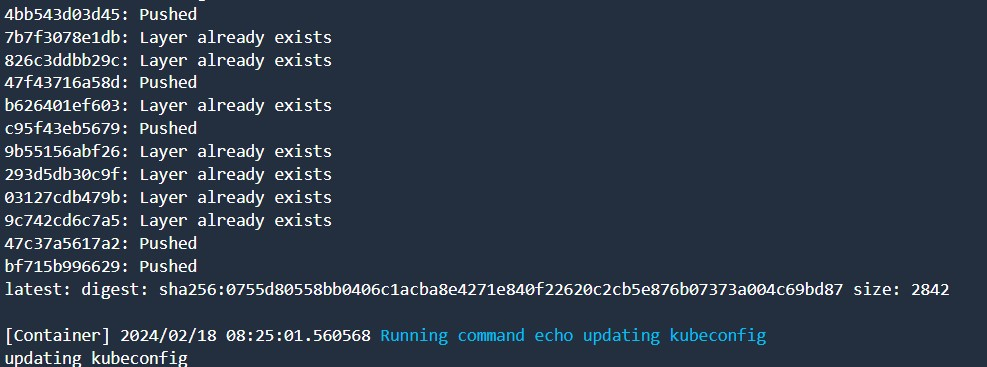 4bb543d03d45: Pushed
7b7f3078e1db: Layer already exists
826c3ddbb29c: Layer already exists
47f43716a58d: Pushed
b626401ef603: Layer already exists
c95f43eb5679: Pushed
9b55156abf26: Layer already exists
293d5db30c9f: Layer already exists
03127cdb479b: Layer already exists
9c742cd6c7a5: Layer already exists
47c37a5617a2: Pushed
bf715b996629: Pushed
latest: digest: sha256:0755d80558bb0406c1acba8e4271e840f22620c2cb5e876b07373a004c69bd87 size: 2842
[Container] 2024/02/18 08:25:01.560568 Running command echo updating kubeconfig
updating kubeconfig